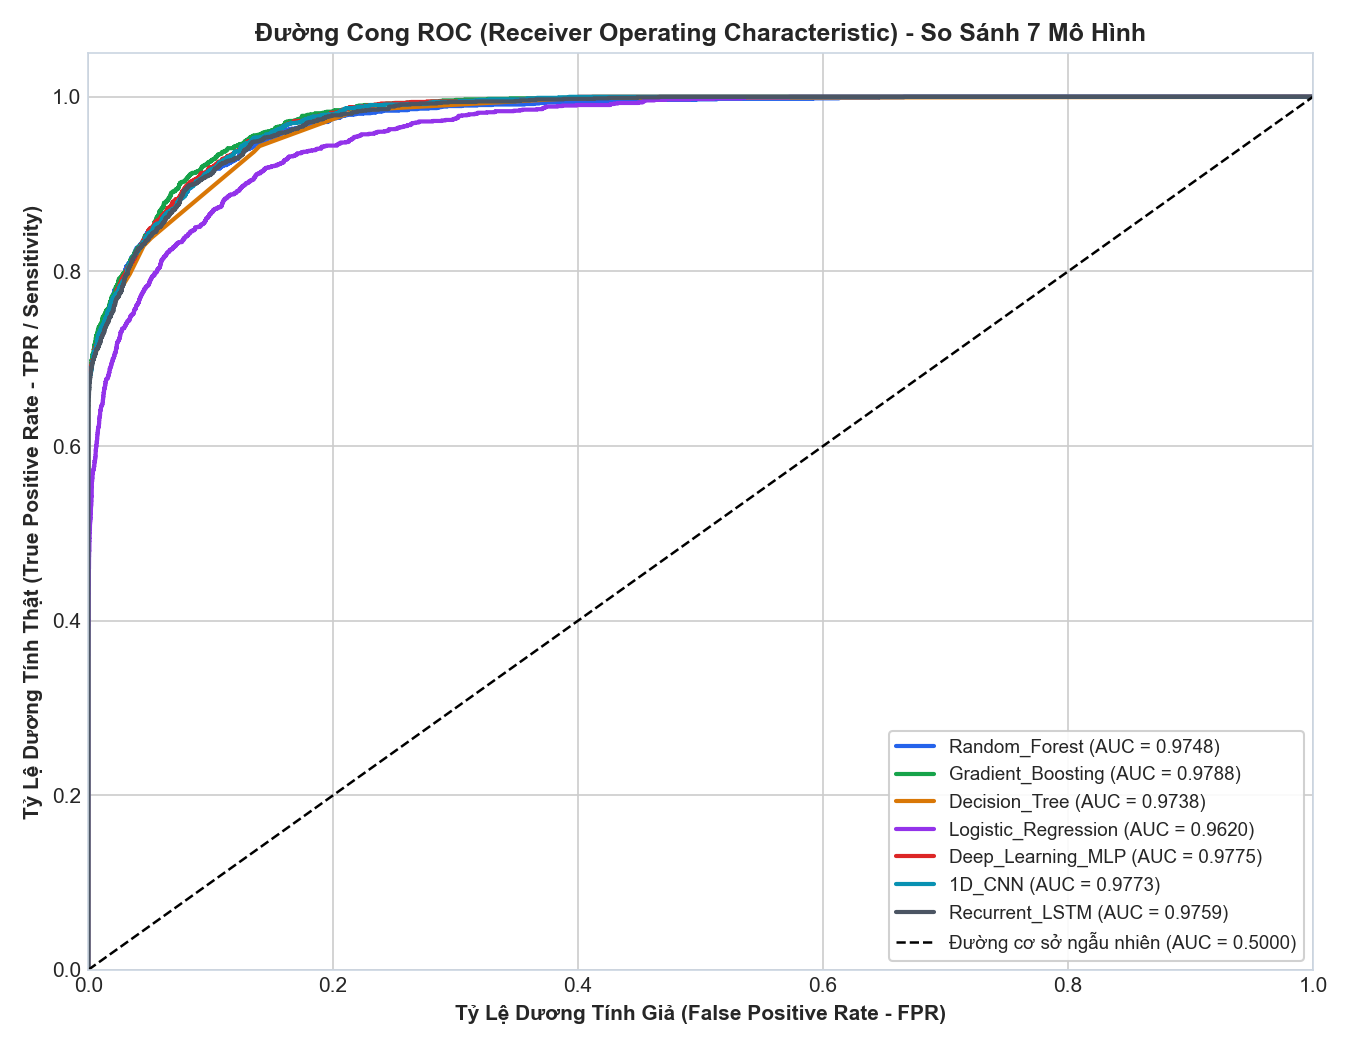 Đường Cong ROC (Receiver Operating Characteristic) - So Sánh 7 Mô Hình
Tỷ Lệ Dương Tính Thật (True Positive Rate - TPR / Sensitivity)
1.0
0.8
0.6
0.4
0.2
0.0
0.0
0.2
0.4
0.6
0.8
1.0
Tỷ Lệ Dương Tính Giả (False Positive Rate - FPR)
Random_Forest (AUC = 0.9748)
Gradient_Boosting (AUC = 0.9788)
Decision_Tree (AUC = 0.9738)
Logistic_Regression (AUC = 0.9620)
Deep_Learning_MLP (AUC = 0.9775)
1D_CNN (AUC = 0.9773)
Recurrent_LSTM (AUC = 0.9759)
Đường cơ sở ngẫu nhiên (AUC = 0.5000)